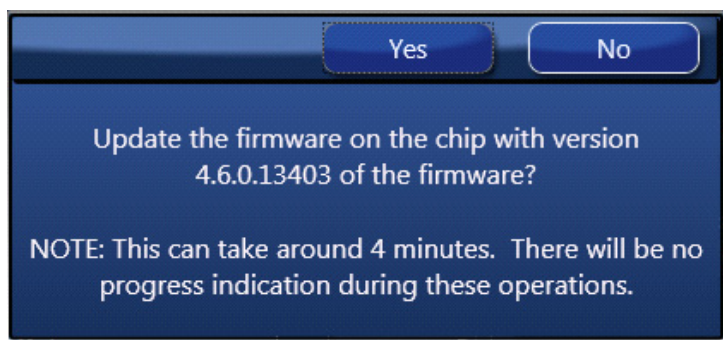 Yes No
Update the firmware on the chip with version
4.6.0.13403 of the firmware?
NOTE: This can take around 4 minutes.  There will be no
progress indication during these operations.